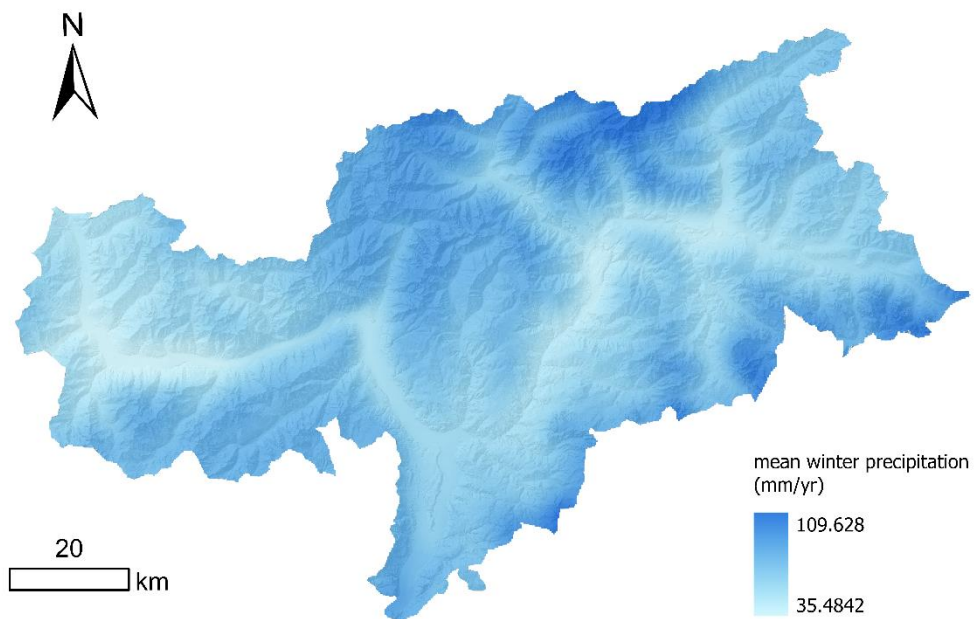 N
mean winter precipitation
(mm/yr)
109.628
35.4842
20
km